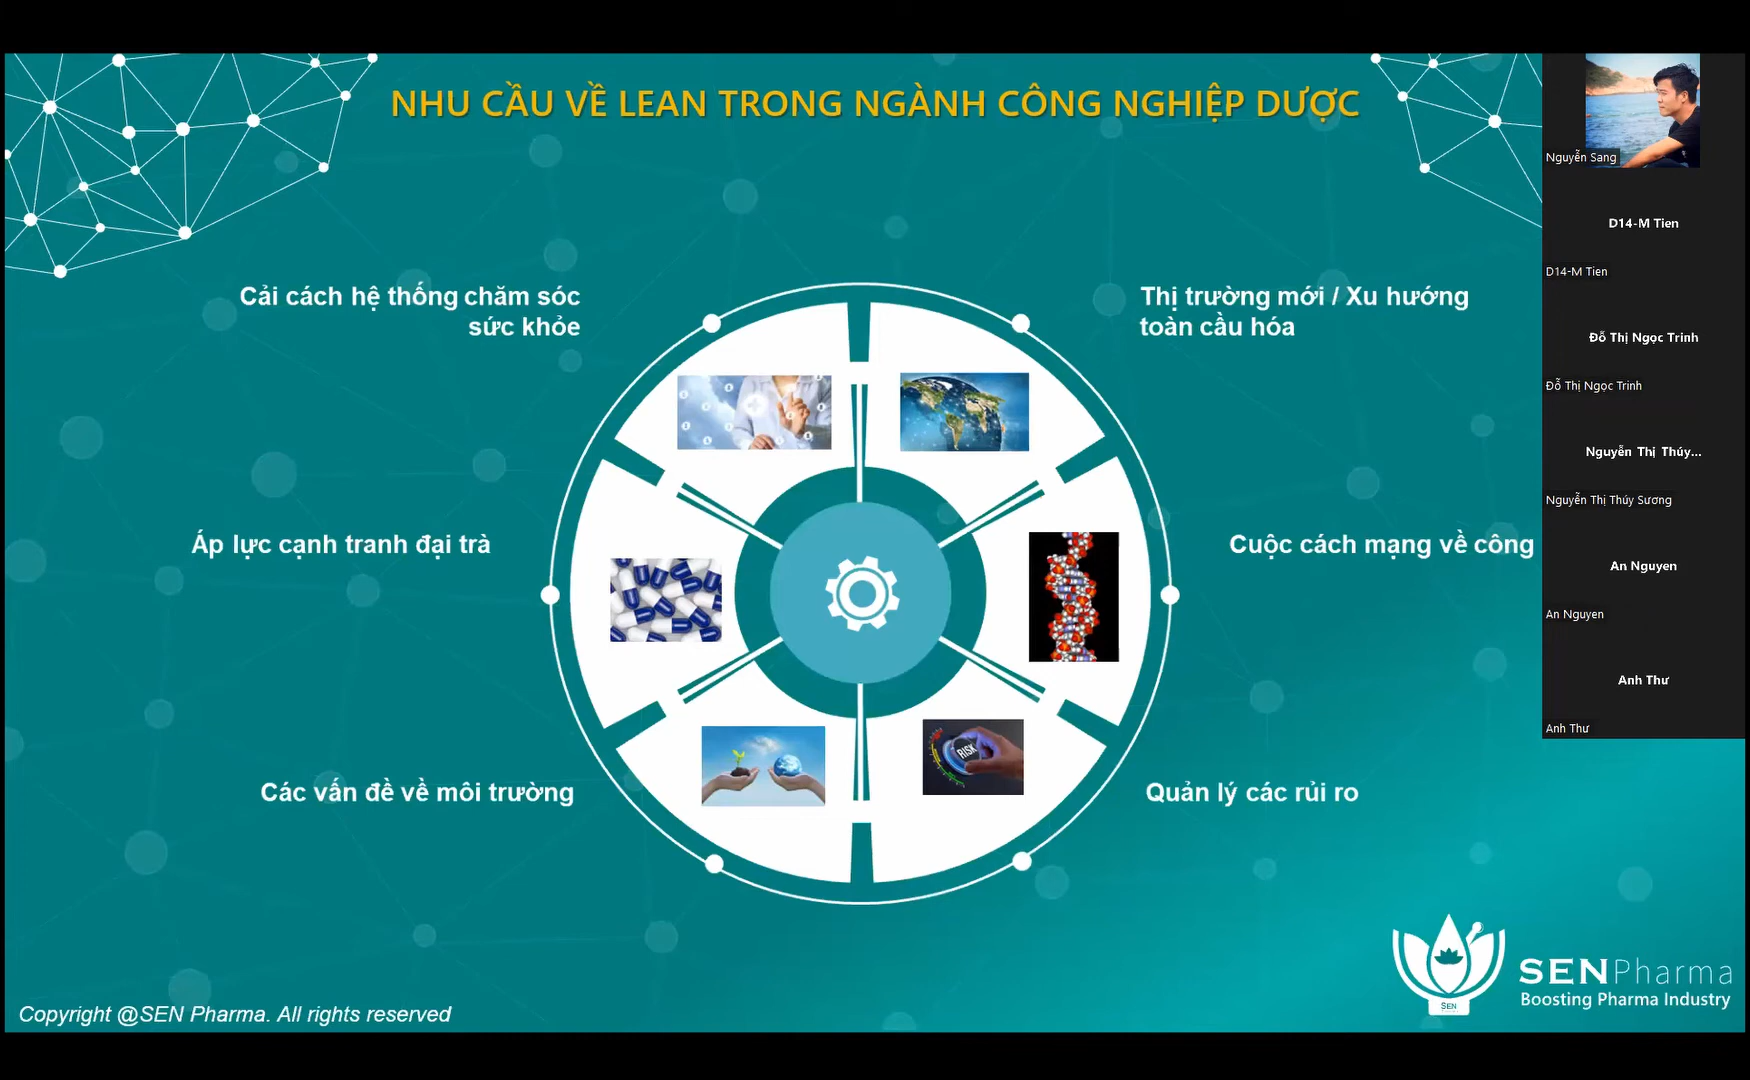 NHU CẦU VỀ LEAN TRONG NGÀNH CÔNG NGHIỆP DƯỢC
Cải cách hệ thống chăm sóc
sức khỏe
Thị trường mới / Xu hướng
toàn cầu hóa
Áp lực cạnh tranh đại trà
Cuộc cách mạng về công
Các vấn đề về môi trường
Quản lý các rủi ro
RISK
Nguyễn Sang
D14-M Tien
D14-M Tien
Đỗ Thị Ngọc Trinh
Đỗ Thị Ngọc Trinh
Nguyễn Thị Thúy...
Nguyễn Thị Thúy Sương
An Nguyen
An Nguyen
Anh Thư
Anh Thư
SEN
SENPharma
Boosting Pharma Industry
Copyright @SEN Pharma. All rights reserved